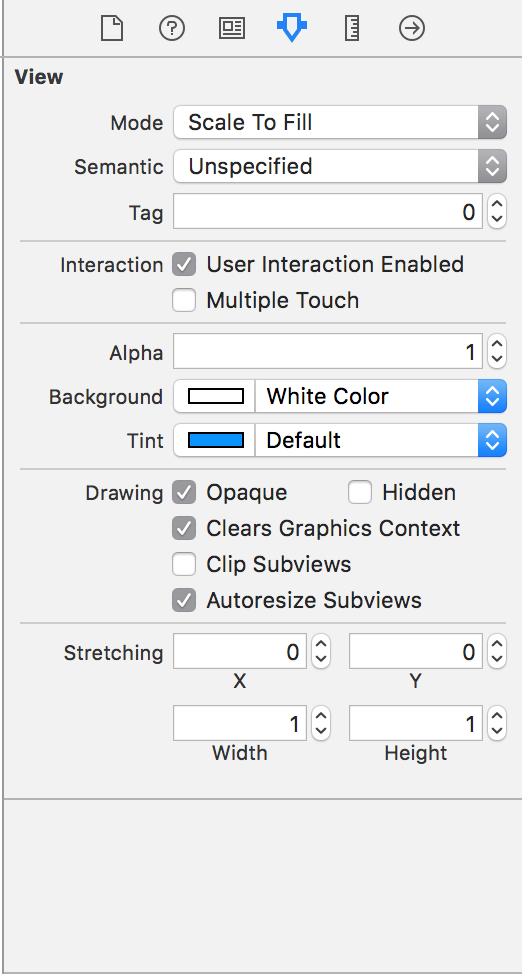 View
Mode Scale To Fill
Semantic Unspecified
Tag 0
Interaction User Interaction Enabled
Multiple Touch
Alpha 1
Background White Color
Tint Default
Drawing Opaque Hidden
Clears Graphics Context
Clip Subviews
Autoresize Subviews
Stretching 0 0
X Y
1 1
Width Height